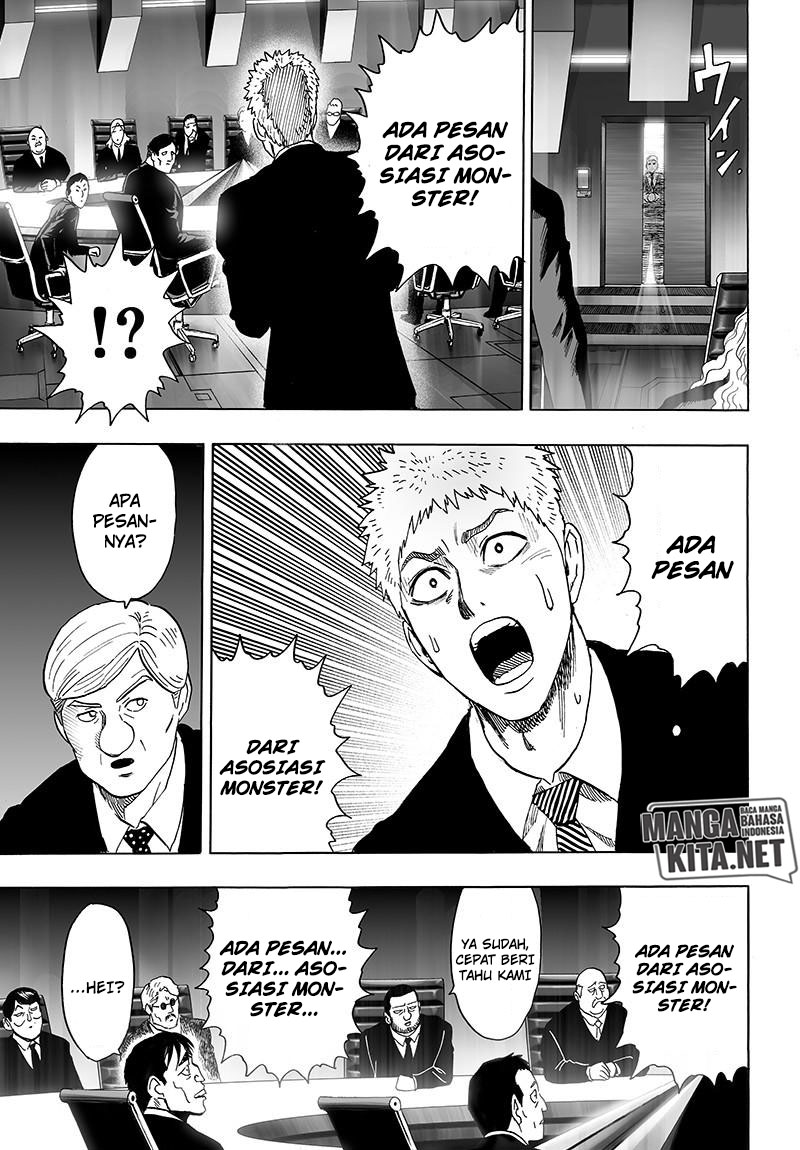 ウイン.
ADA PESAN
DARI ASO-
SIASI MON-
STER!
!?
ADA
PESAN
DARI
ASOSIASI
MONSTER!
APA
PESAN-
NYA?
ADA PESAN
DARI ASO-
SIASI MON-
STER!
YA SUDAH,
CEPAT BERI
TAHU KAMI
ADA PESAN...
DARI... ASO-
SIASI MON-
STER...
...HEI?
MANGA
KITA.NET
BACA MANGA
BAHASA
INDONESIA